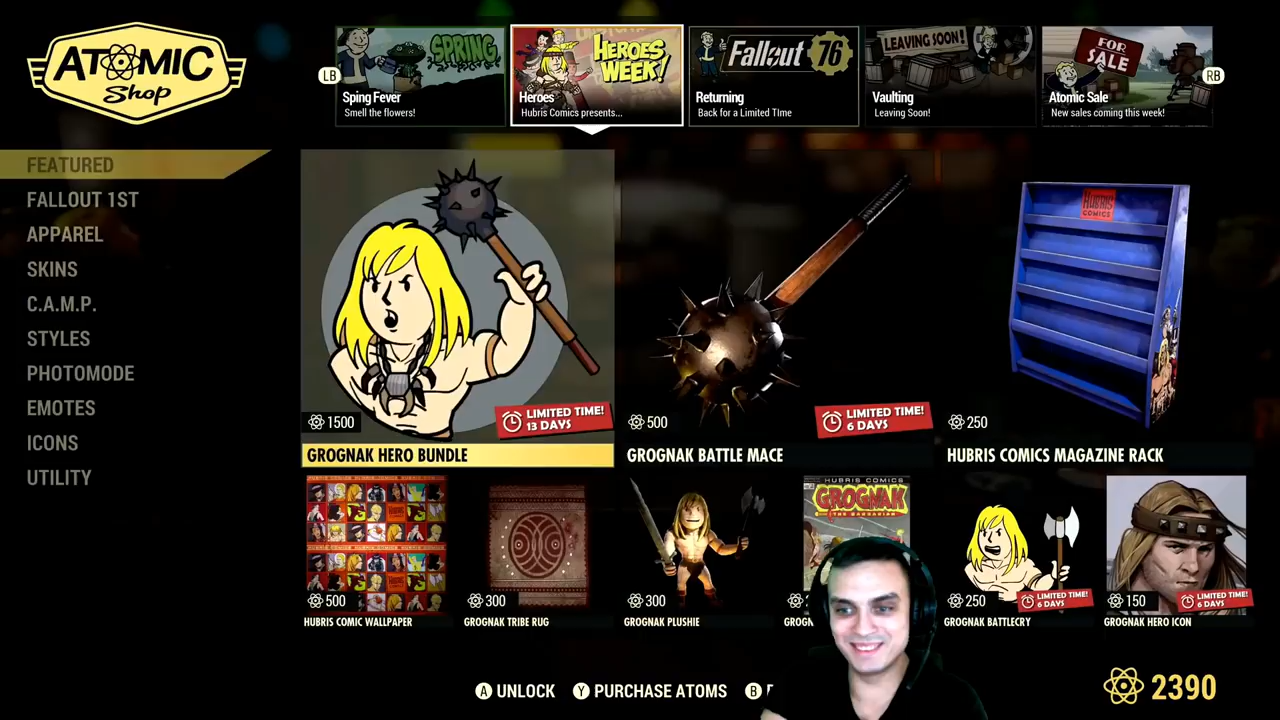 ATOMIC
Shop
LB
SPRING
Sping Fever
Smell the flowers!
HEROES
WEEK!
Heroes
Hubris Comics presents...
Fallout 76
Returning
Back for a Limited TIme
LEAVING SOON!
Vaulting
Leaving Soon!
FOR
SALE
Atomic Sale
New sales coming this week!
RB
FEATURED
FALLOUT 1ST
APPAREL
SKINS
C.A.M.P.
STYLES
PHOTOMODE
EMOTES
ICONS
UTILITY
1500
LIMITED TIME!
13 DAYS
GROGNAK HERO BUNDLE
500
LIMITED TIME!
6 DAYS
GROGNAK BATTLE MACE
HUBRIS
COMICS
250
HUBRIS COMICS MAGAZINE RACK
500
HUBRIS COMIC WALLPAPER
300
GROGNAK TRIBE RUG
300
GROGNAK PLUSHIE
HUBRIS COMICS
GROGNAK
THE BARBARIAN
250
LIMITED TIME!
6 DAYS
GROGNAK BATTLECRY
150
LIMITED TIME!
6 DAYS
GROGNAK HERO ICON
A UNLOCK
Y PURCHASE ATOMS
B
2390